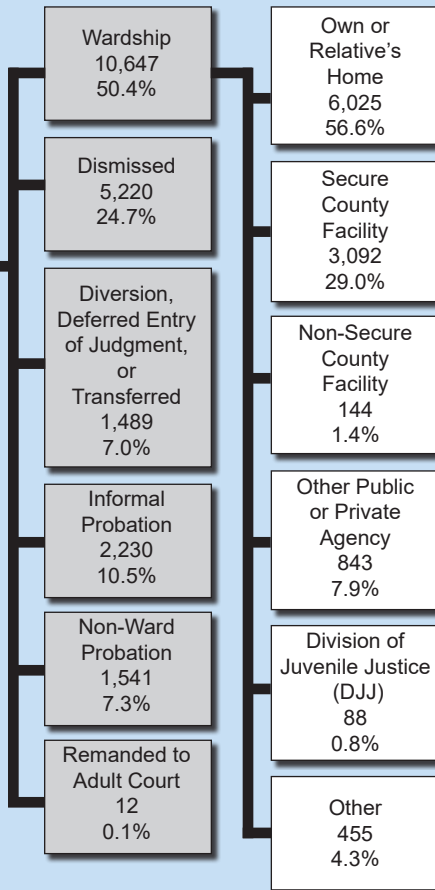 Wardship
10,647
50.4%
Dismissed
5,220
24.7%
Diversion,
Deferred Entry
of Judgment,
or
Transferred
1,489
7.0%
Informal
Probation
2,230
10.5%
Non-Ward
Probation
1,541
7.3%
Remanded to
Adult Court
12
0.1%
Own or
Relative's
Home
6,025
56.6%
Secure
County
Facility
3,092
29.0%
Non-Secure
County
Facility
144
1.4%
Other Public
or Private
Agency
843
7.9%
Division of
Juvenile Justice
(DJJ)
88
0.8%
Other
455
4.3%